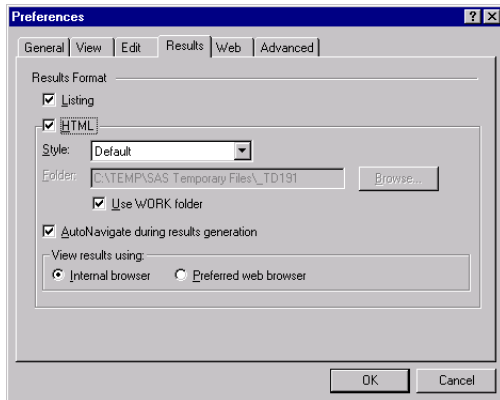 Preferences
General View Edit Results Web Advanced
Results Format
Listing
HTML
Style: Default
Folder: C:\TEMP\SAS Temporary Files\_TD191 Browse...
Use WORK folder
AutoNavigate during results generation
View results using:
Internal browser Preferred web browser
OK Cancel